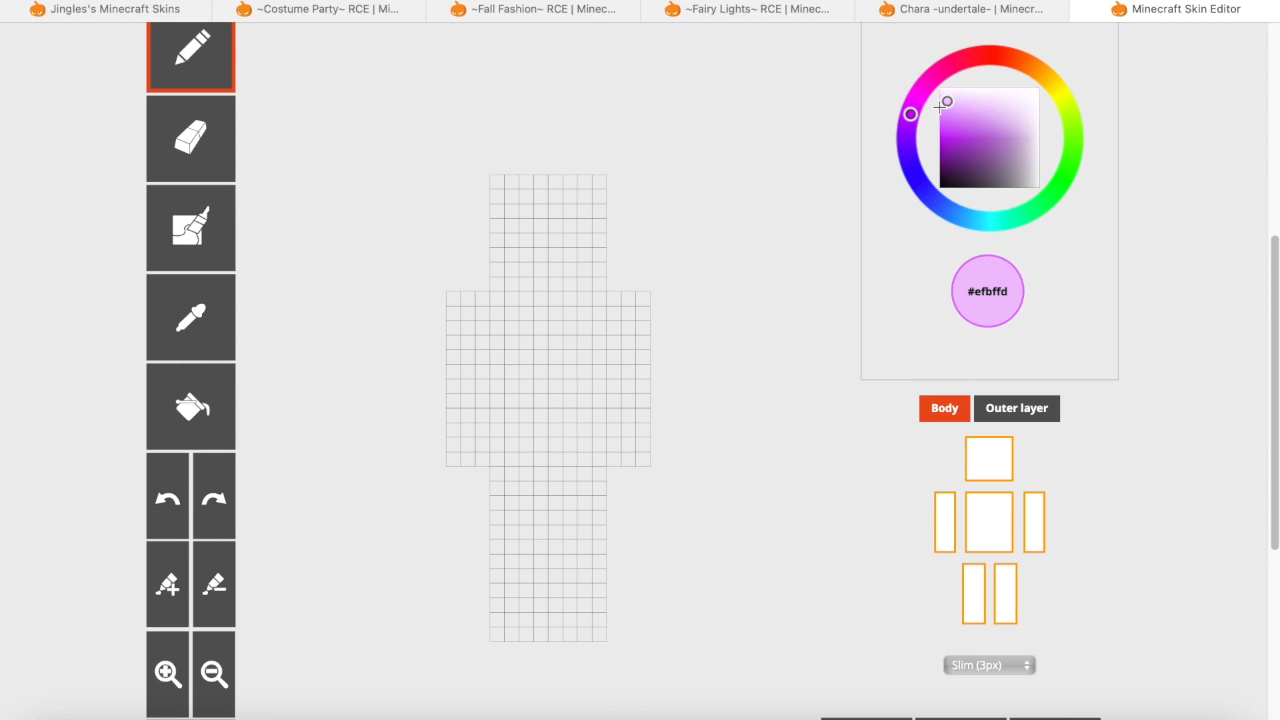 Jingles's Minecraft Skins
~Costume Party~ RCE | Mi...
~Fall Fashion~ RCE | Minec...
~Fairy Lights~ RCE | Minec...
Chara -undertale- | Minecr...
Minecraft Skin Editor
#efbffd
Body
Outer layer
Slim (3px)